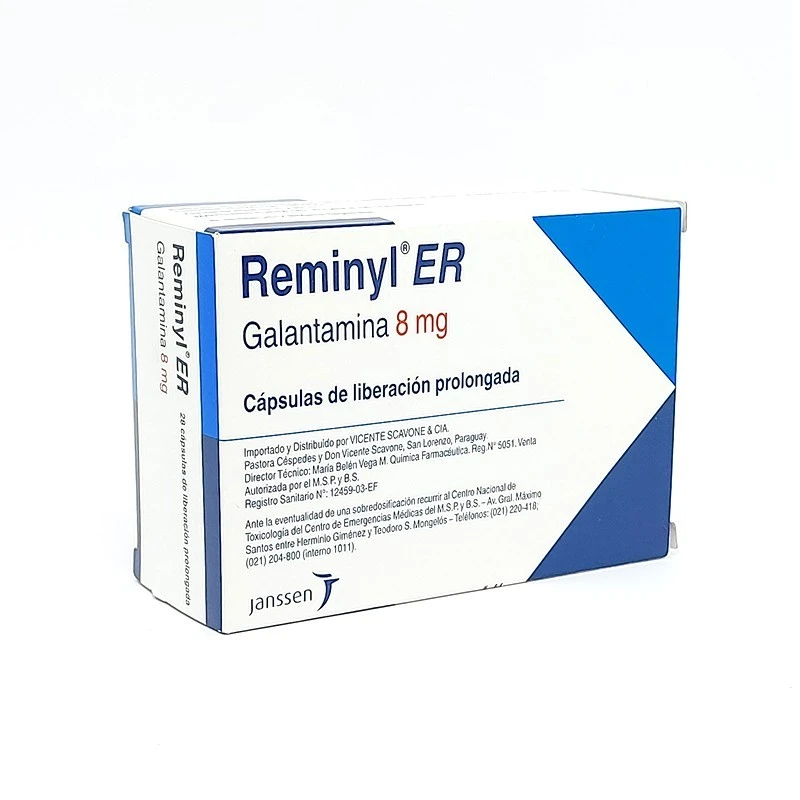 Reminyl® ER
Galantamina 8 mg
Cápsulas de liberación prolongada
Importado y Distribuido por VICENTE SCAVONE & CIA.
Pastora Céspedes y Don Vicente Scavone, San Lorenzo, Paraguay.
Director Técnico: María Belén Vega M. Química Farmacéutica. Reg.N° 5051. Venta
Autorizada por el M.S.P. y B.S.
Registro Sanitario N°: 12459-03-EF
Ante la eventualidad de una sobredosificación recurrir al Centro Nacional de
Toxicología del Centro de Emergencias Médicas del M.S.P. y B.S. – Av. Gral. Máximo
Santos entre Herminio Giménez y Teodoro S. Mongelós – Teléfonos: (021) 220-418;
(021) 204-800 (interno 1011).
janssen
Reminyl® ER
Galantamina 8 mg
28 cápsulas de liberación prolongada